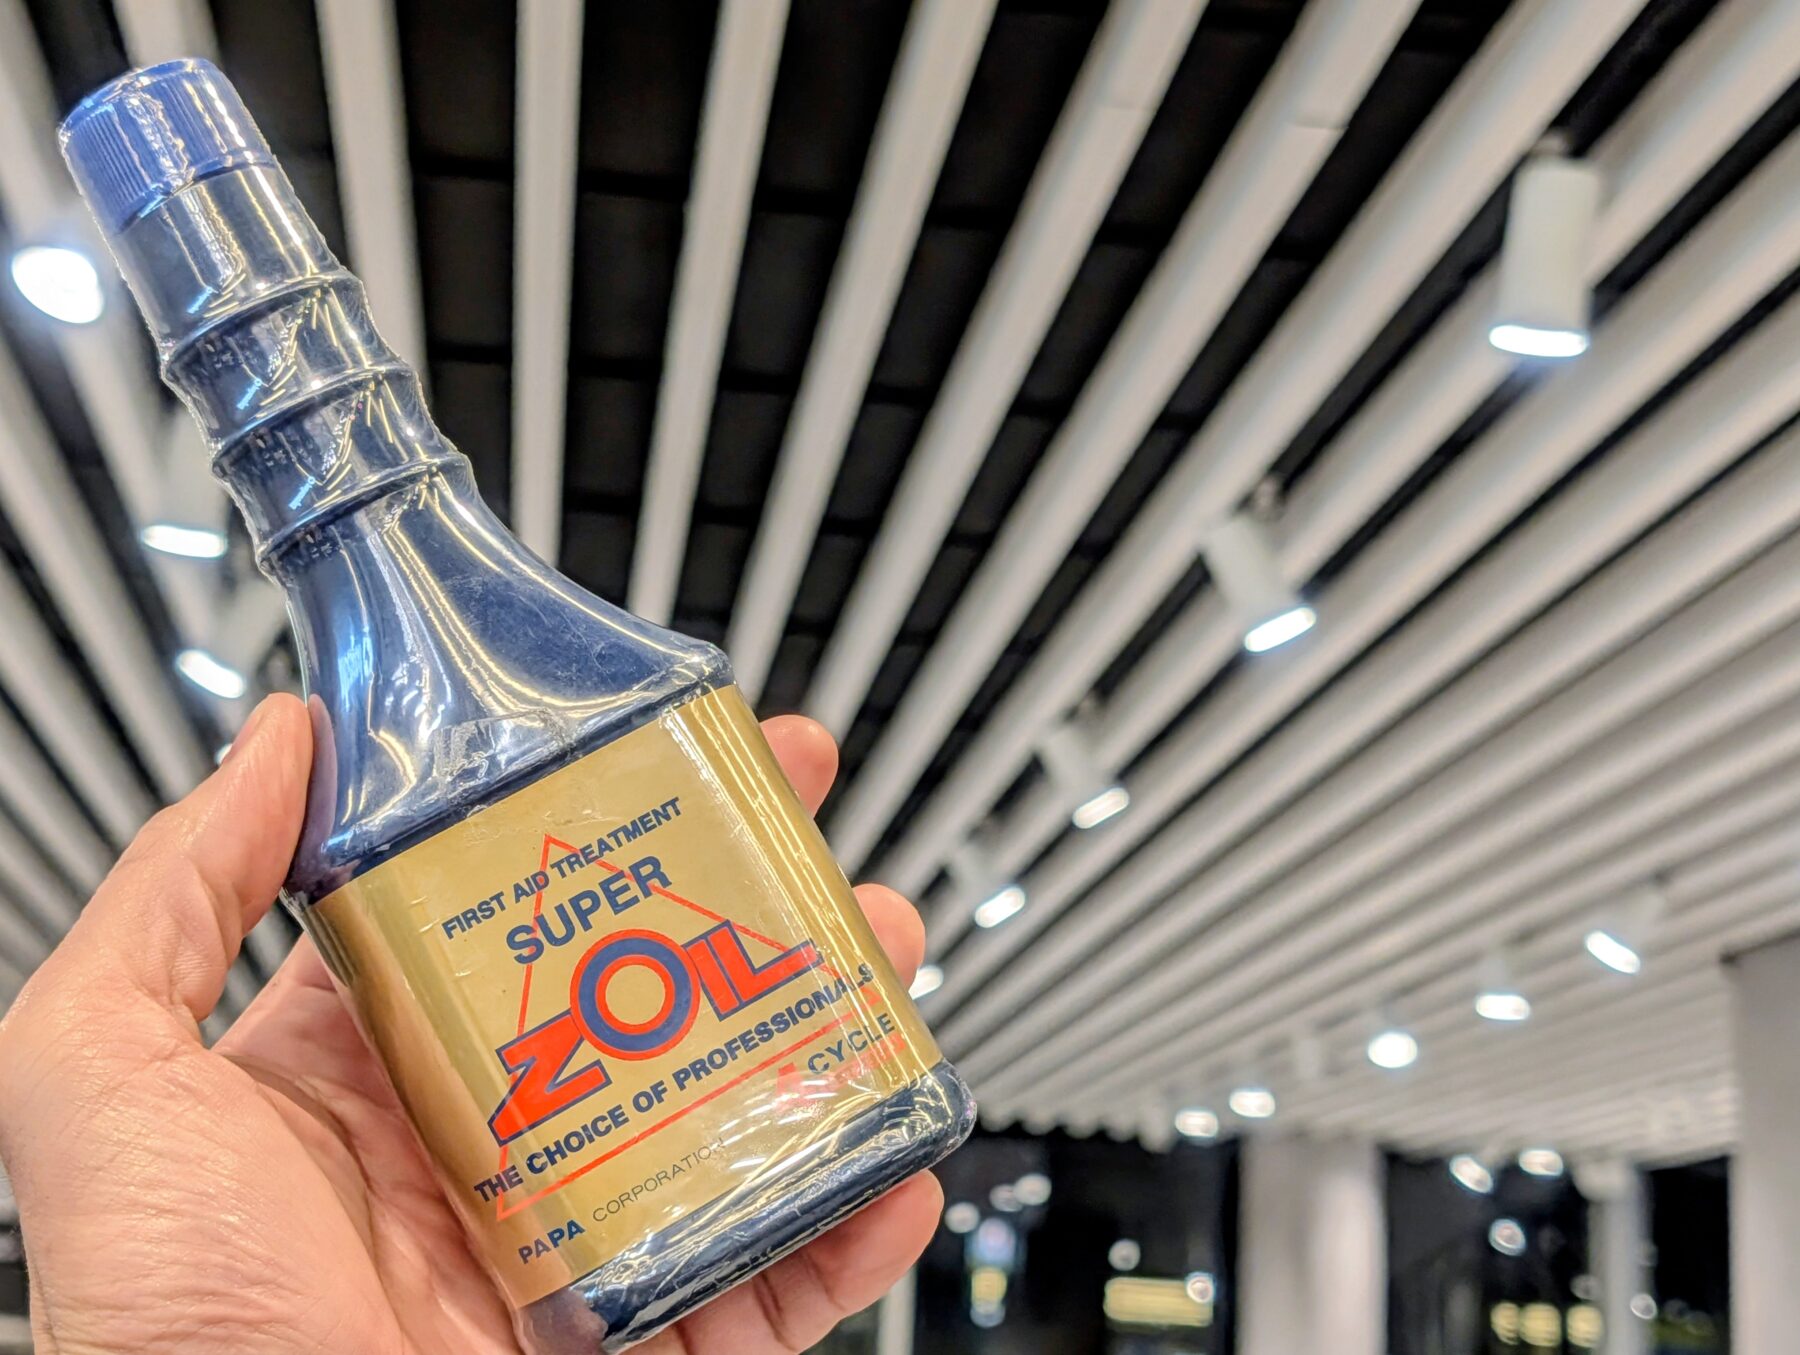 FIRST AID TREATMENT
SUPER
ZOIL
THE CHOICE OF PROFESSIONALS
CYCLE
PAPA CORPORATION